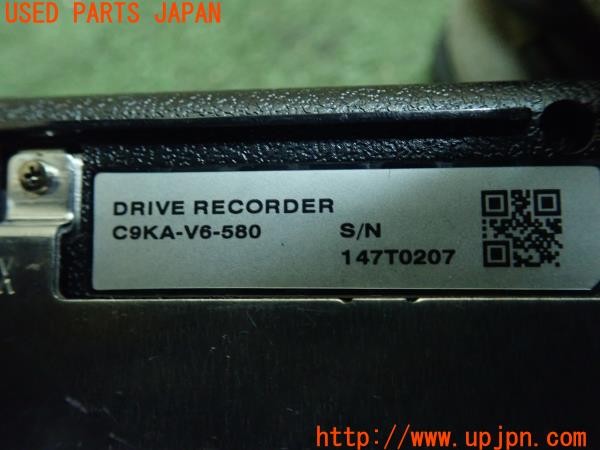 USED PARTS JAPAN
DRIVE RECORDER
C9KA-V6-580
S/N
147T0207
http://www.upjpn.com